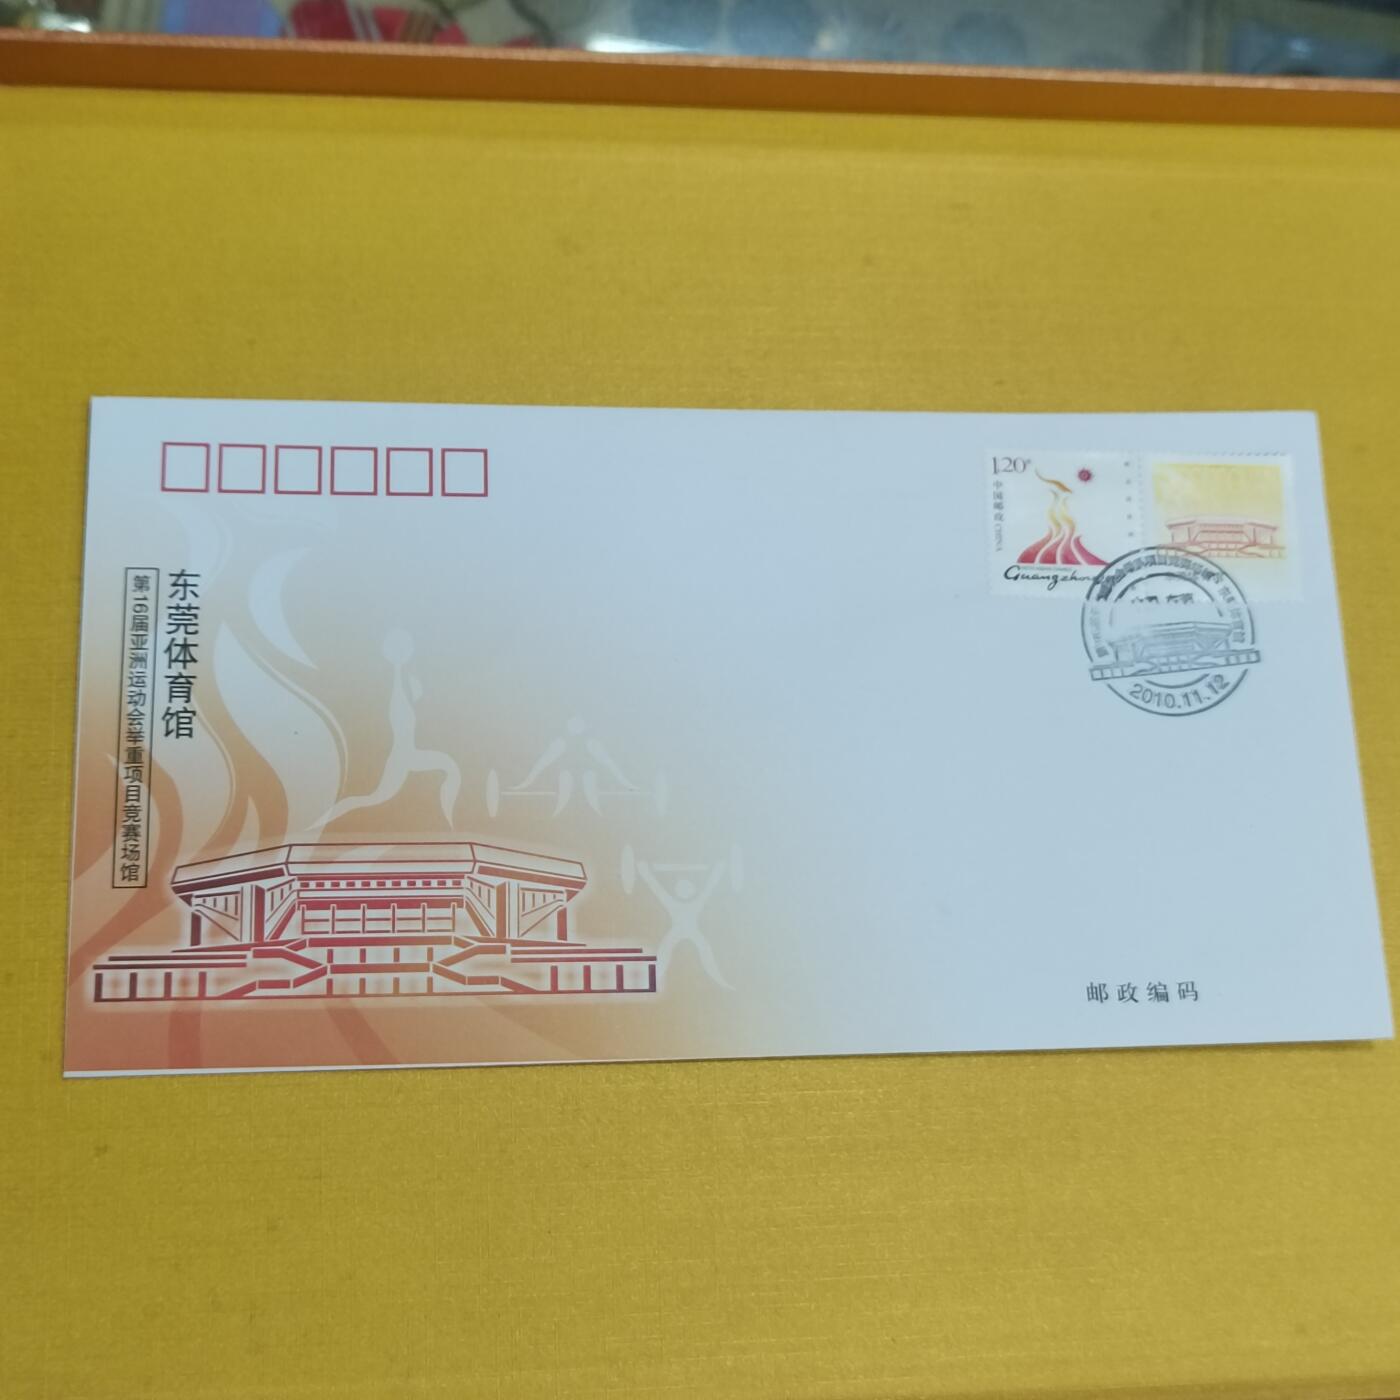 东莞体育馆
第16届亚洲运动会举重项目竞赛场馆
1.20元
中国邮政 CHINA
Guangzhou
2010.11.12
邮政编码